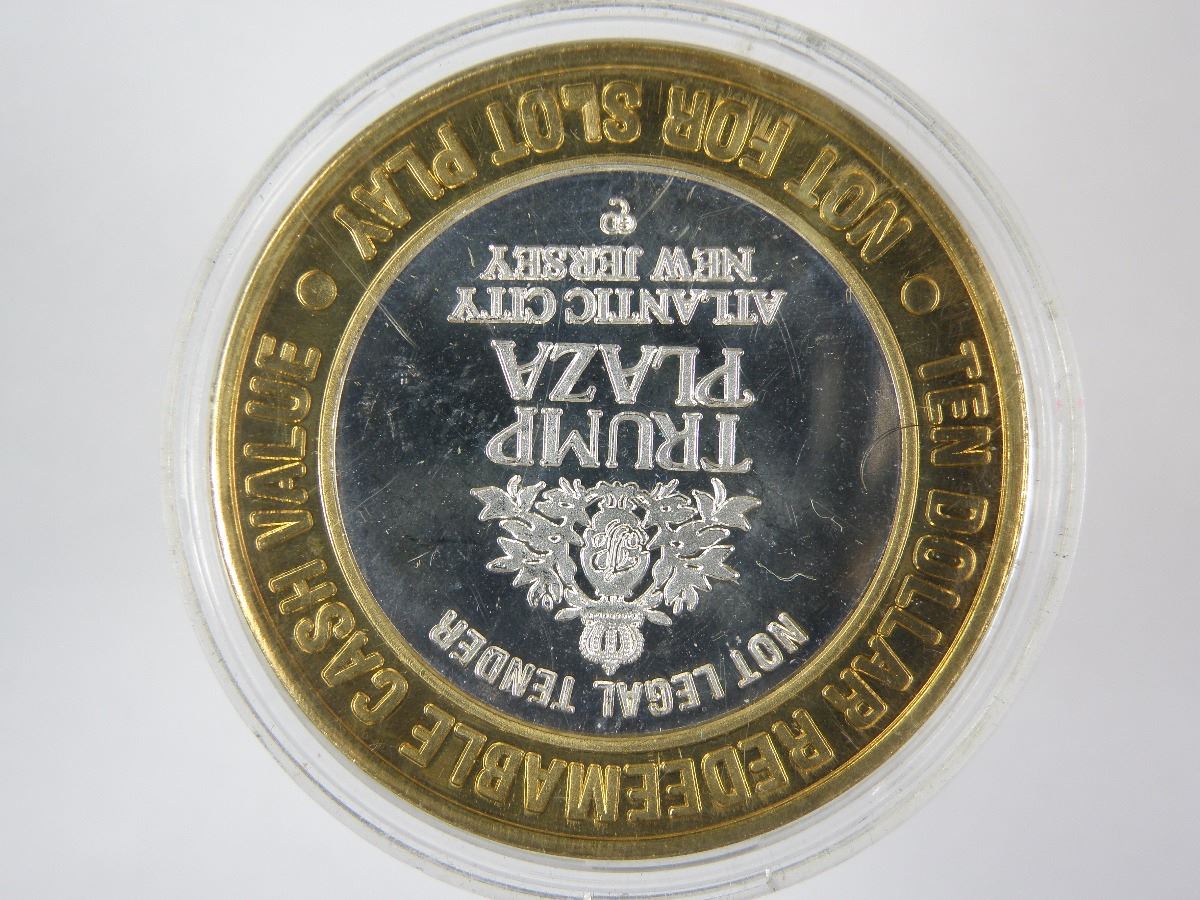 TEN DOLLAR REDEEMABLE CASH VALUE
NOT LEGAL TENDER
TRUMP
PLAZA
ATLANTIC CITY
NEW JERSEY
NOT FOR SLOT PLAY